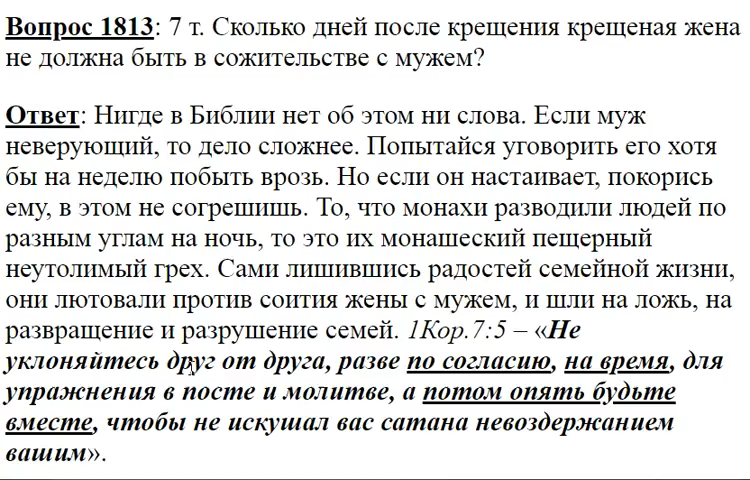 Вопрос 1813: 7 т. Сколько дней после крещения крещеная жена
не должна быть в сожительстве с мужем?
Ответ: Нигде в Библии нет об этом ни слова. Если муж
неверующий, то дело сложнее. Попытайся уговорить его хотя
бы на неделю побыть врозь. Но если он настаивает, покорись
ему, в этом не согрешишь. То, что монахи разводили людей по
разным углам на ночь, то это их монашеский пещерный
неутолимый грех. Сами лишившись радостей семейной жизни,
они лютовали против соития жены с мужем, и шли на ложь, на
развращение и разрушение семей. 1Кор.7:5 – «Не
уклоняйтесь друг от друга, разве по согласию, на время, для
упражнения в посте и молитве, а потом опять будьте
вместе, чтобы не искушал вас сатана невоздержанием
вашим».